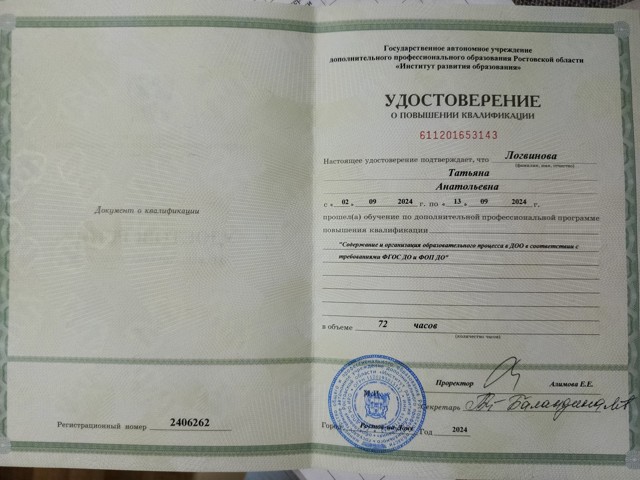 Документ о квалификации
Регистрационный номер 2406262
Государственное автономное учреждение
дополнительного профессионального образования Ростовской области
«Институт развития образования»
УДОСТОВЕРЕНИЕ
О ПОВЫШЕНИИ КВАЛИФИКАЦИИ
611201653143
Настоящее удостоверение подтверждает, что Логвинова
(фамилия, имя, отчество)
Татьяна
Анатольевна
с « 02 » 09 2024 г. по « 13 » 09 2024 г.
прошел(а) обучение по дополнительной профессиональной программе
повышения квалификации
"Содержание и организация образовательного процесса в ДОО в соответствии с
требованиями ФГОС ДО и ФОП ДО"
в объеме 72 часов
(количество часов)
Проректор Азимова Е.Е.
М.П.
Секретарь
Город Ростов-на-Дону Год 2024